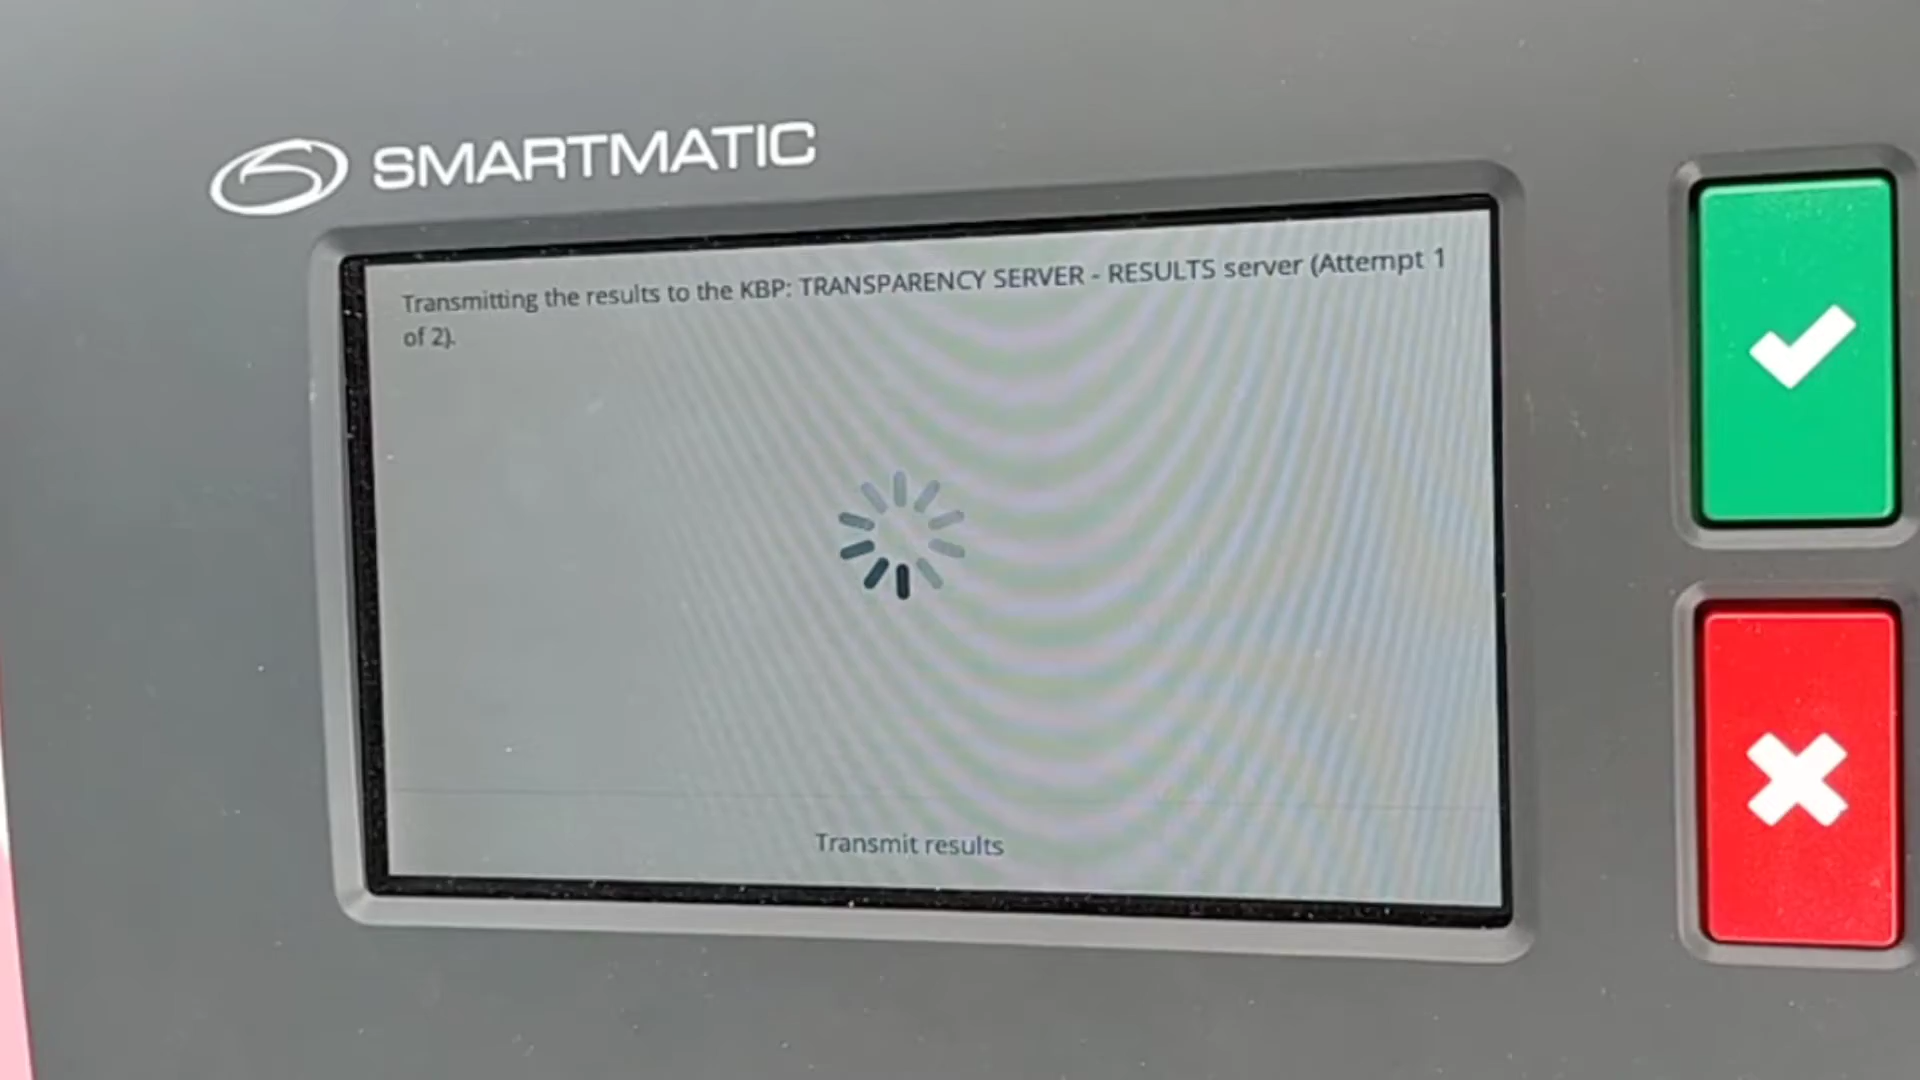 SMARTMATIC
Transmitting the results to the KBP: TRANSPARENCY SERVER - RESULTS server (Attempt 1
of 2).
Transmit results